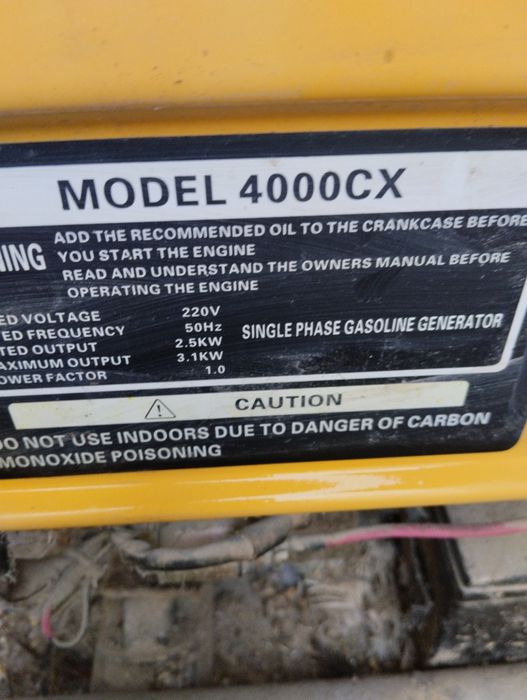 MODEL 4000CX
NING ADD THE RECOMMENDED OIL TO THE CRANKCASE BEFORE
YOU START THE ENGINE
READ AND UNDERSTAND THE OWNERS MANUAL BEFORE
OPERATING THE ENGINE
ED VOLTAGE 220V
TED FREQUENCY 50Hz
TED OUTPUT 2.5KW
AXIMUM OUTPUT 3.1KW
OWER FACTOR 1.0
SINGLE PHASE GASOLINE GENERATOR
CAUTION
DO NOT USE INDOORS DUE TO DANGER OF CARBON
MONOXIDE POISONING